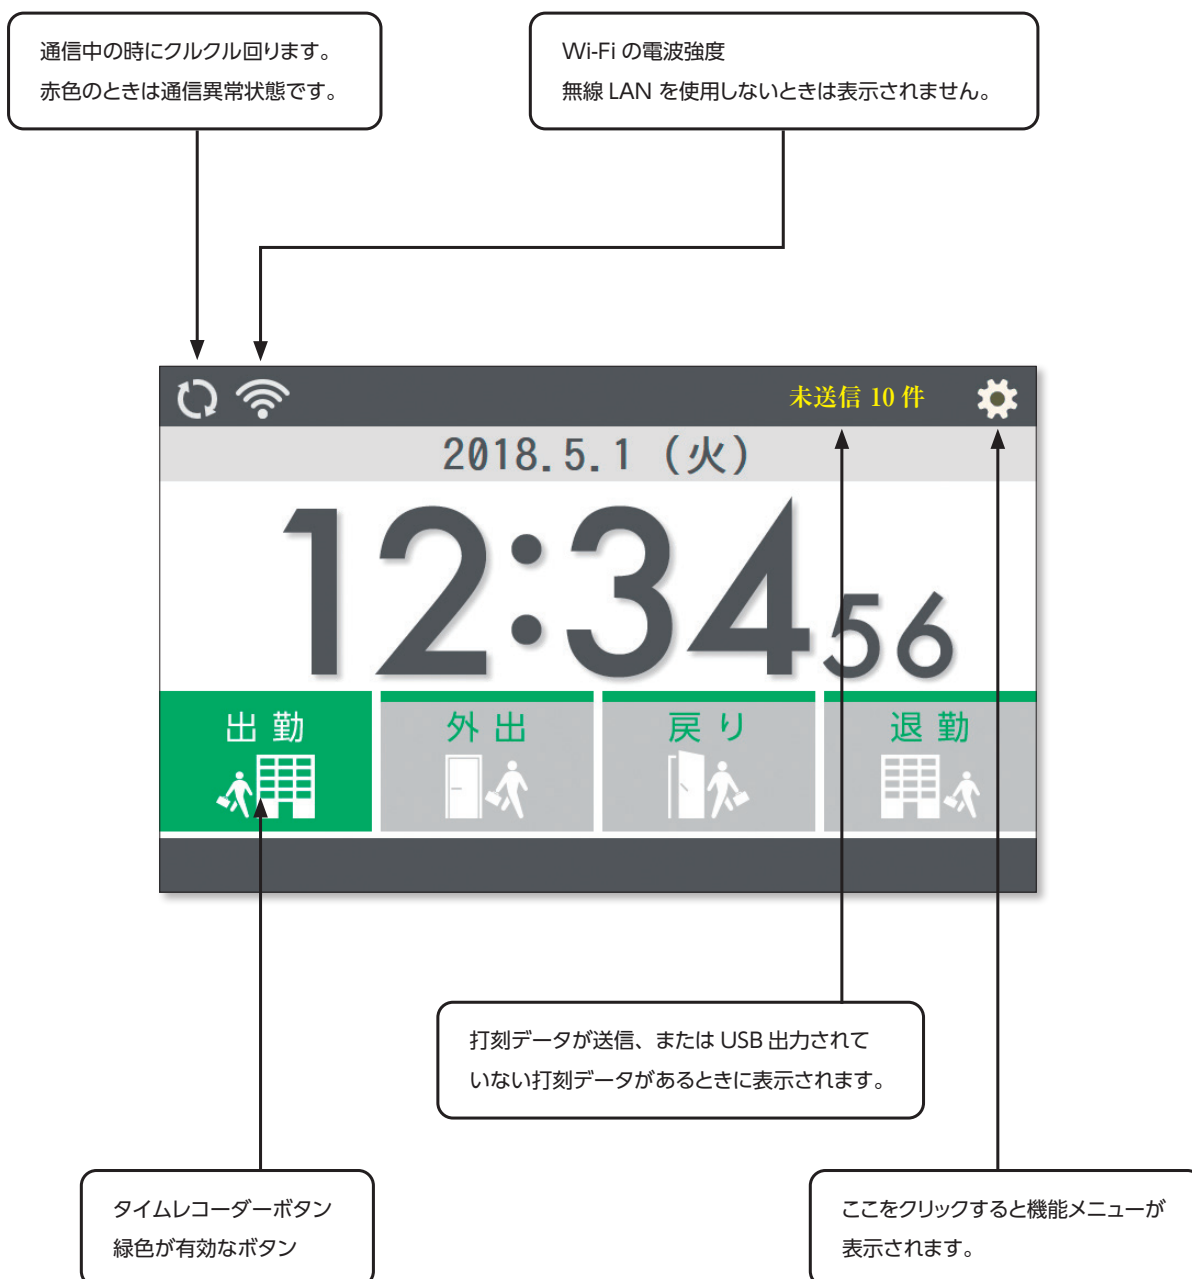 通信中の時にクルクル回ります。
赤色のときは通信異常状態です。
Wi-Fi の電波強度
無線 LAN を使用しないときは表示されません。
未送信 10 件
2018.5.1 (火)
12:34 56
出勤
外出
戻り
退勤
打刻データが送信、または USB 出力されて
いない打刻データがあるときに表示されます。
タイムレコーダーボタン
緑色が有効なボタン
ここをクリックすると機能メニューが
表示されます。